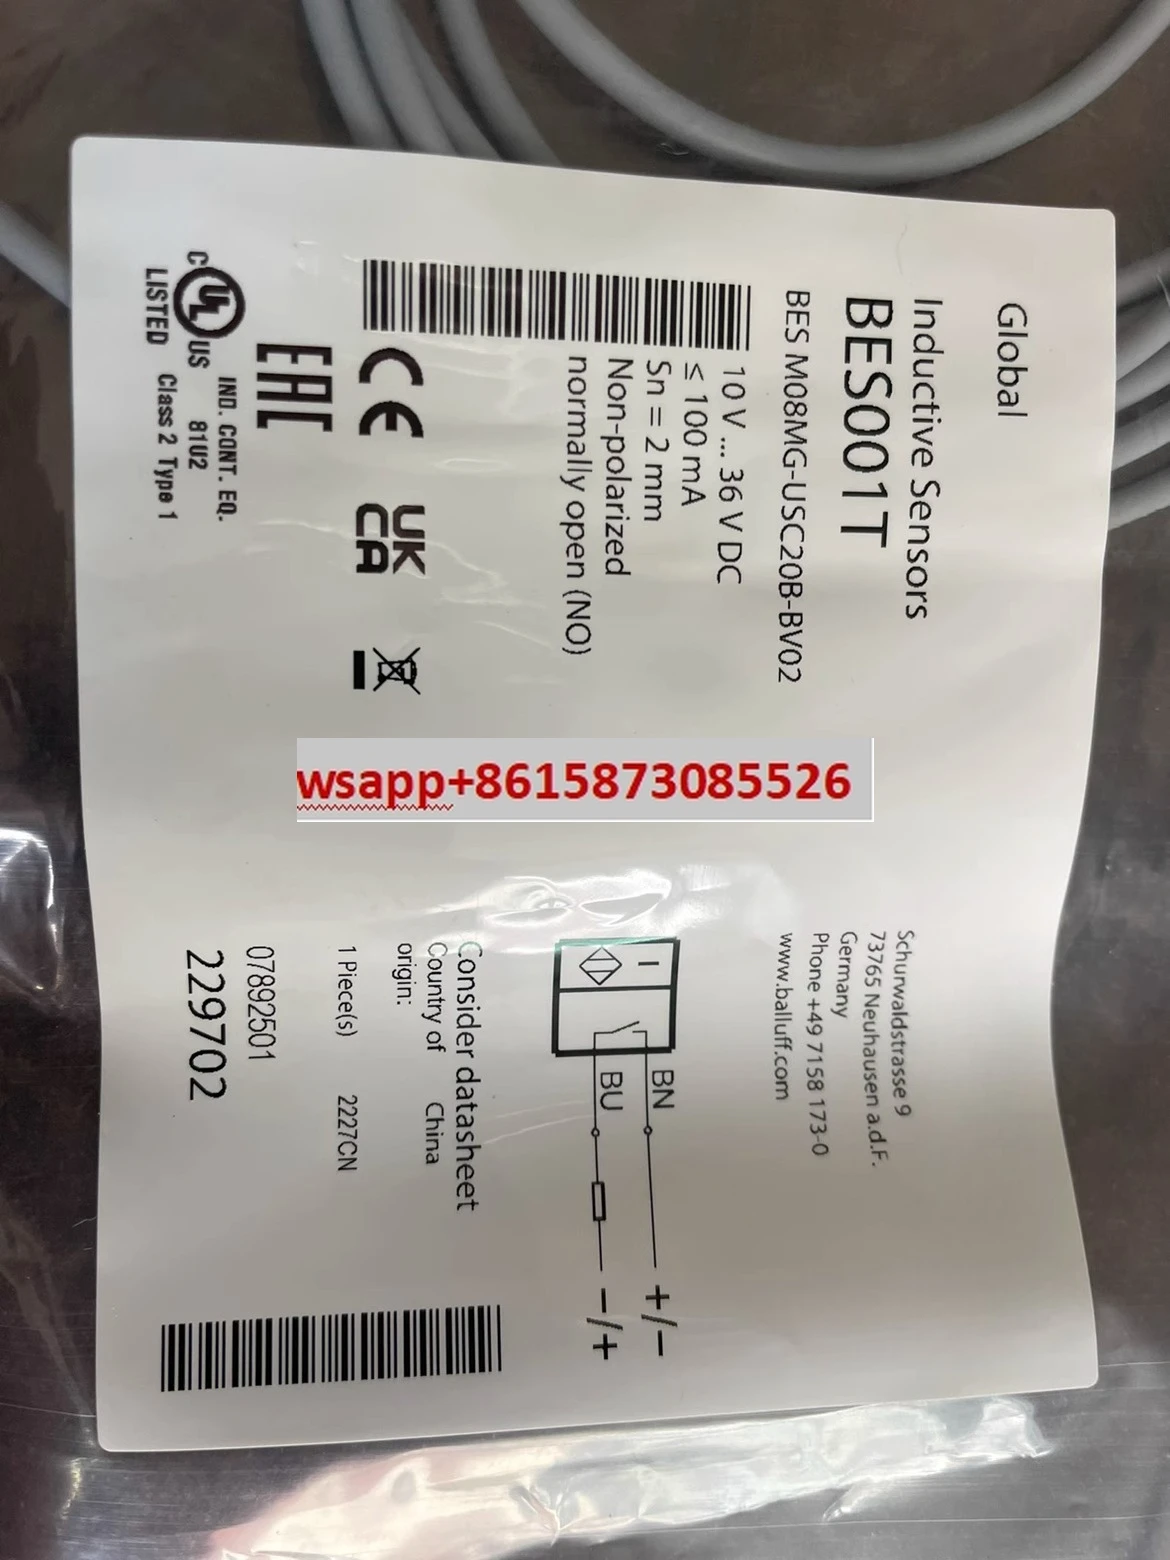 Global
Inductive Sensors
BES001T
BES M08MG-USC20B-BV02
10 V ... 36 V DC
≤ 100 mA
Sn = 2 mm
Non-polarized
normally open (NO)
CE
UK
CA
EAC
C UL US
LISTED
IND. CONT. EQ.
81U2
Class 2 Type 1
wsapp+8615873085526
Schurwaldstrasse 9
73765 Neuhausen a.d.F.
Germany
Phone +49 7158 173-0
www.balluff.com
BN
+/−
BU
−/+
Consider datasheet
Country of China
origin:
1 Piece(s) 2227CN
07892501
229702